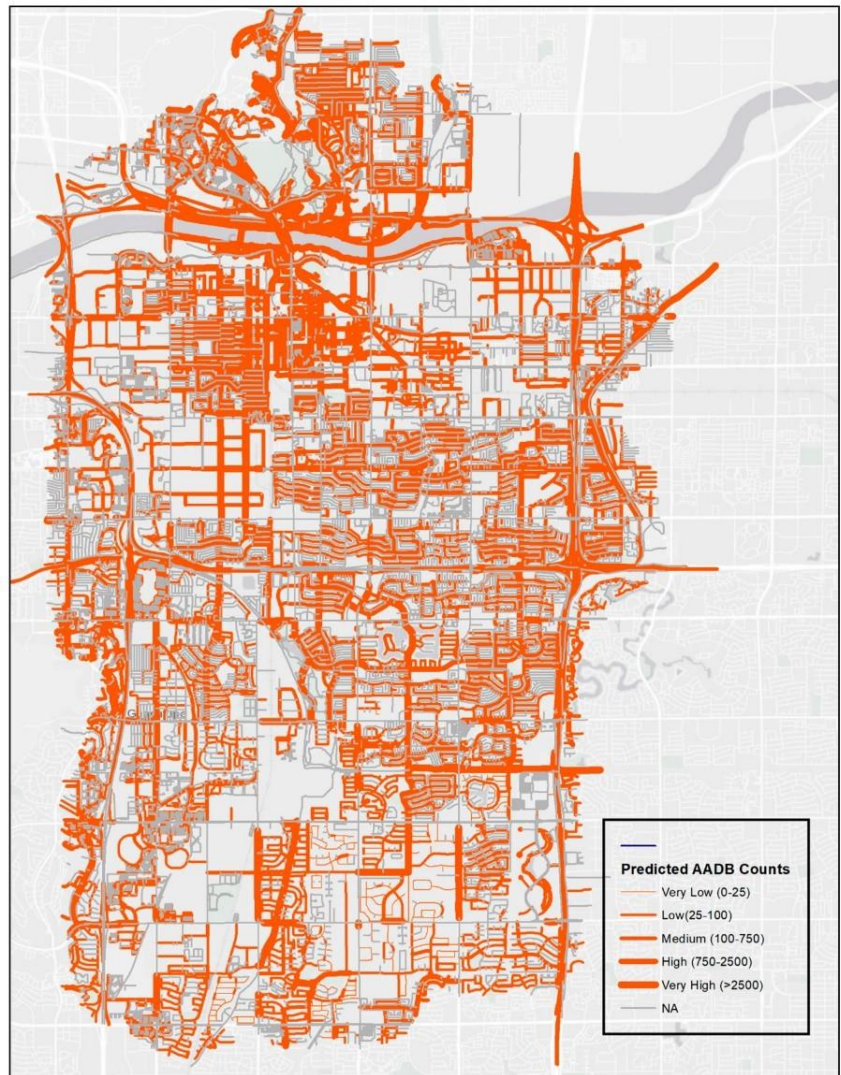 Predicted AADB Counts
Very Low (0-25)
Low(25-100)
Medium (100-750)
High (750-2500)
Very High (>2500)
NA